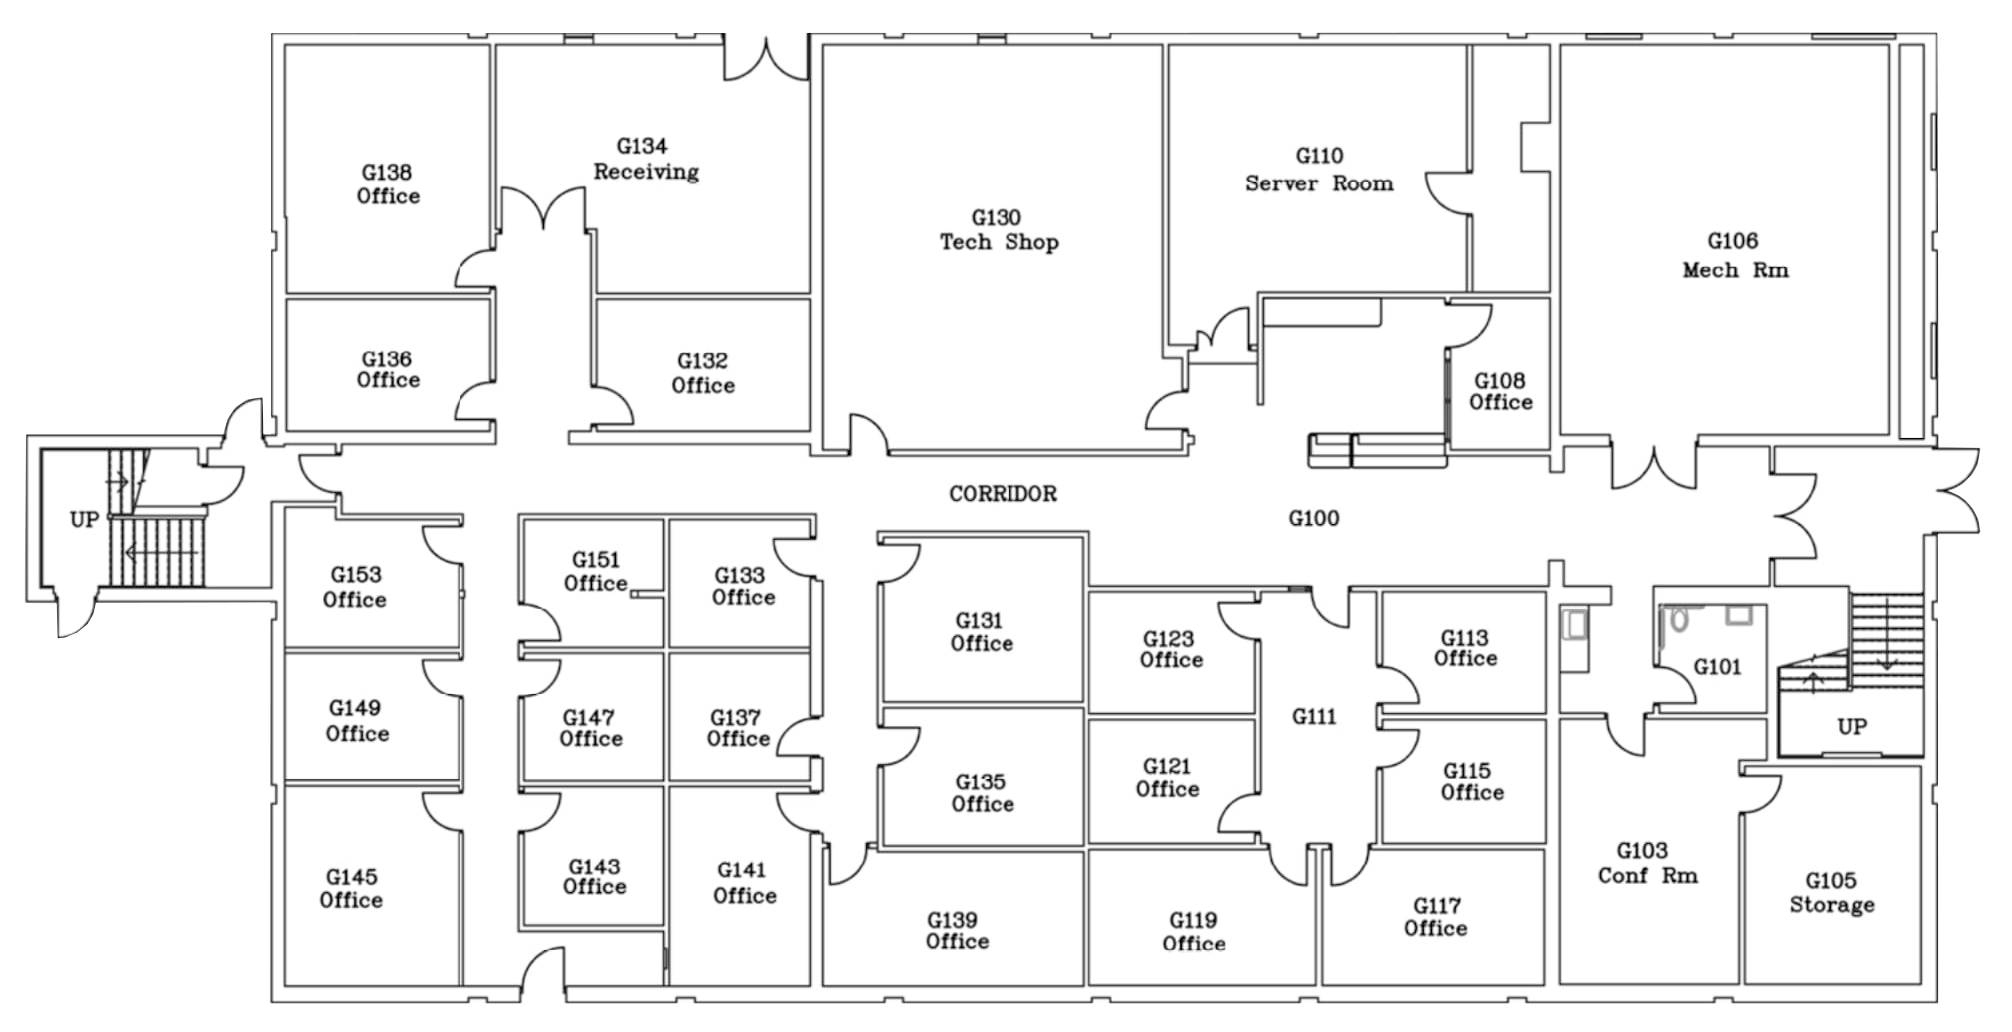 G138
Office
G134
Receiving
G130
Tech Shop
G110
Server Room
G106
Mech Rm
G136
Office
G132
Office
G108
Office
UP
CORRIDOR
G100
G153
Office
G151
Office
G133
Office
G131
Office
G123
Office
G113
Office
G101
G149
Office
G147
Office
G137
Office
G111
UP
G135
Office
G121
Office
G115
Office
G145
Office
G143
Office
G141
Office
G139
Office
G119
Office
G117
Office
G103
Conf Rm
G105
Storage